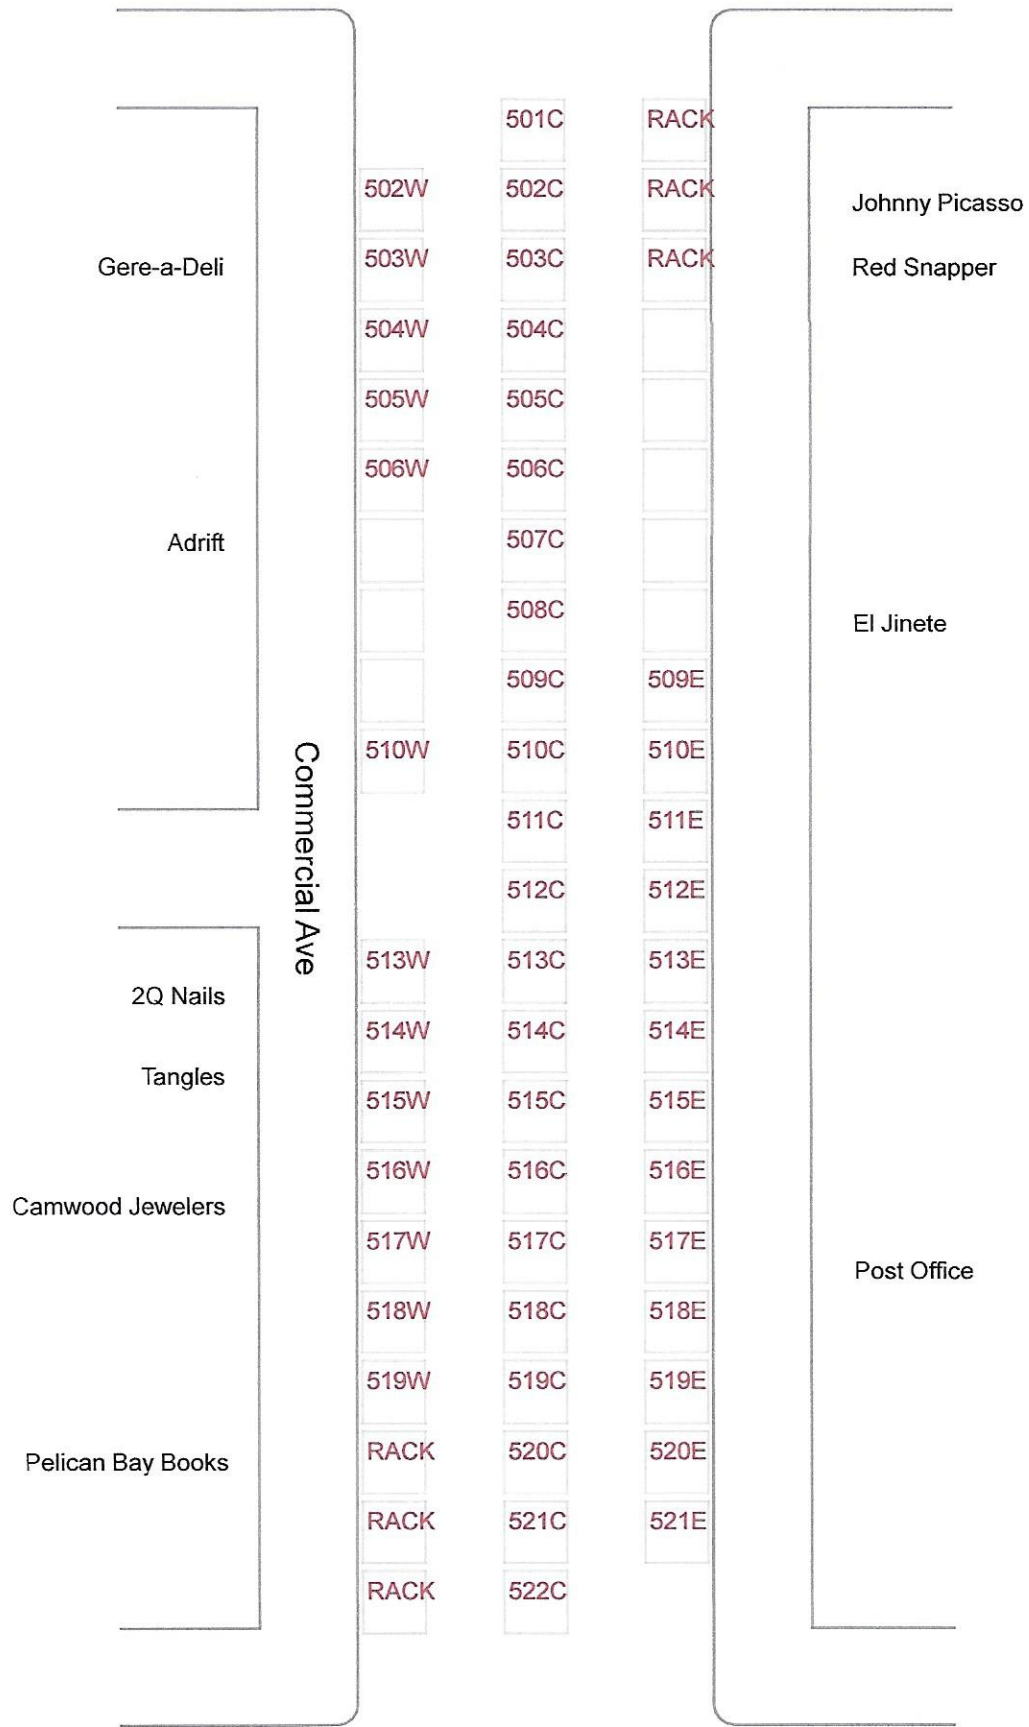 501C RACK
502W 502C RACK Johnny Picasso
Gere-a-Deli 503W 503C RACK Red Snapper
504W 504C
505W 505C
506W 506C
Adrift 507C
508C El Jinete
509C 509E
510W 510C 510E
Commercial Ave
511C 511E
512C 512E
513W 513C 513E
2Q Nails
514W 514C 514E
Tangles
515W 515C 515E
516W 516C 516E
Camwood Jewelers
517W 517C 517E
Post Office
518W 518C 518E
519W 519C 519E
Pelican Bay Books RACK 520C 520E
RACK 521C 521E
RACK 522C